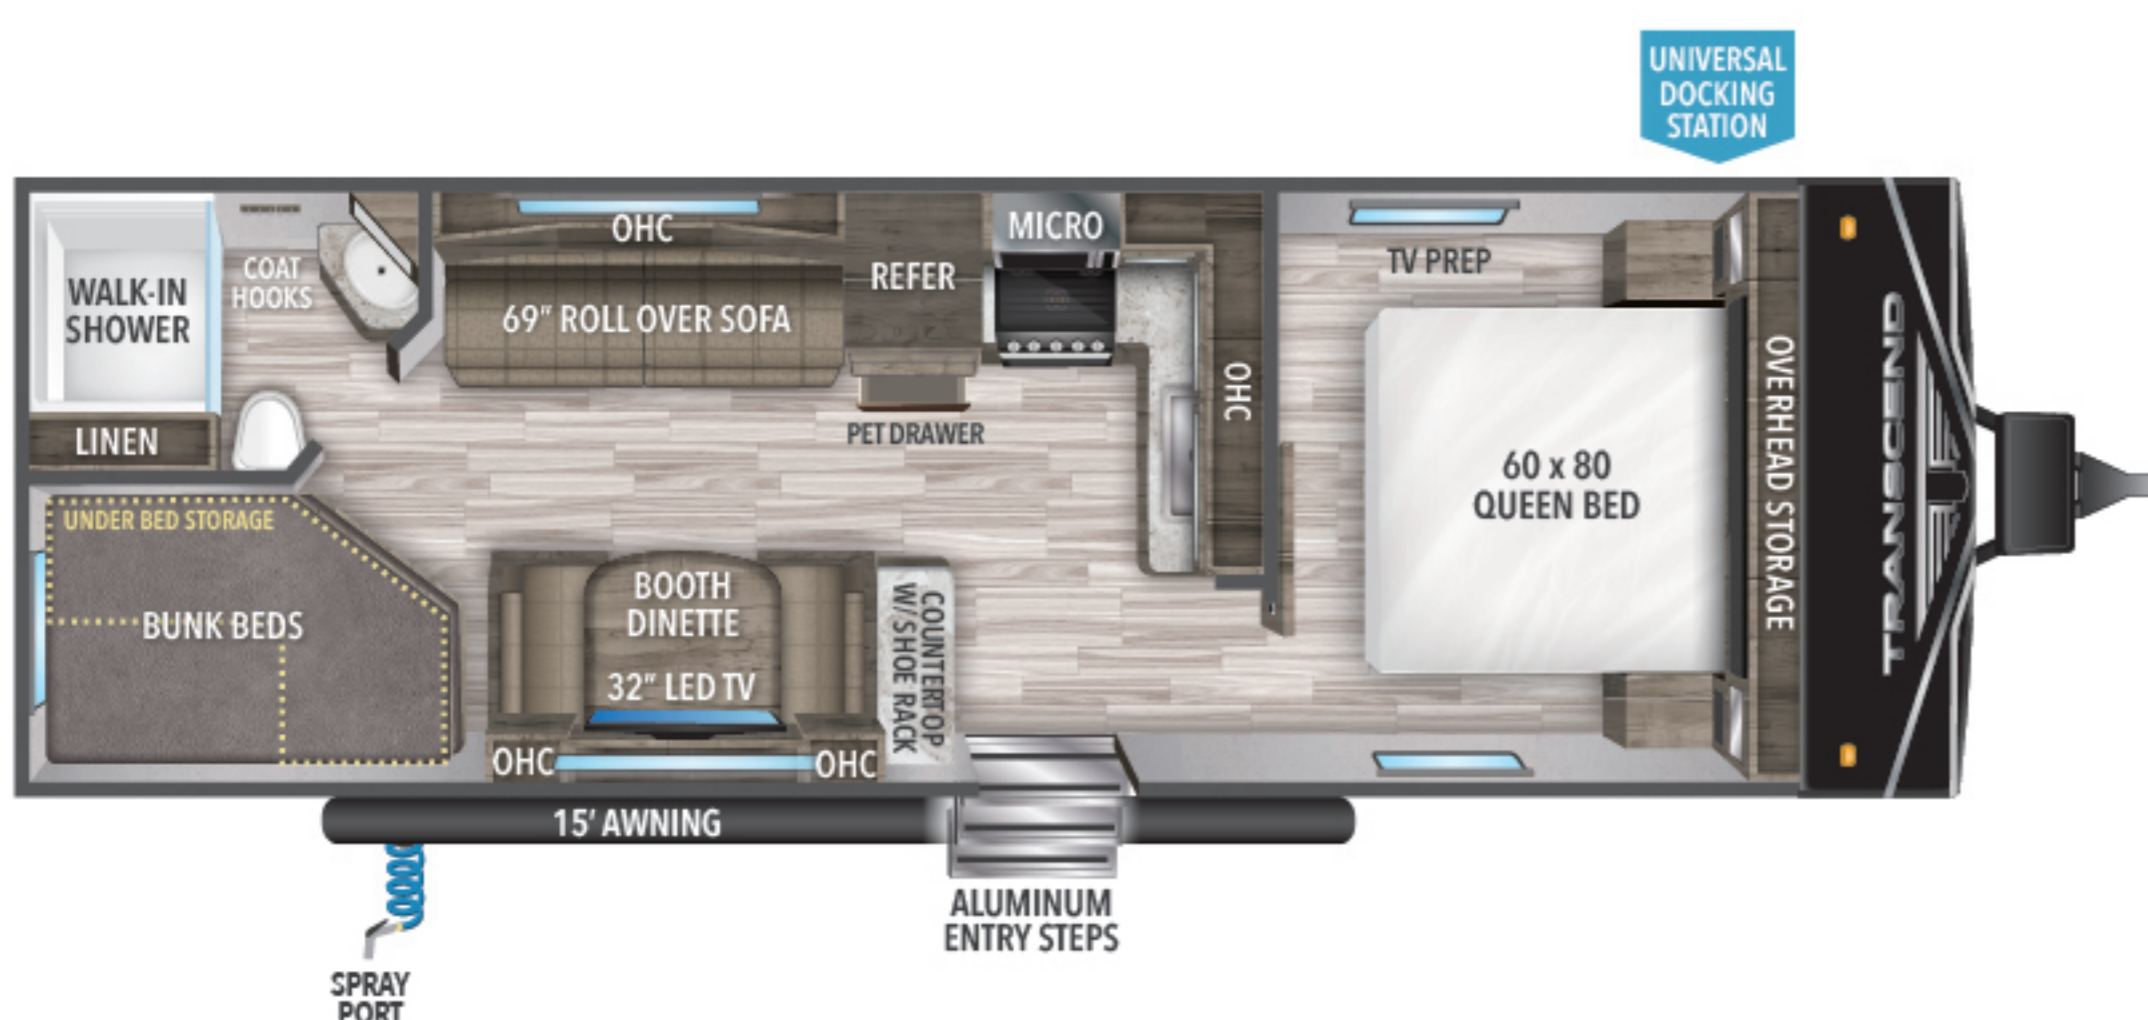 UNIVERSAL
DOCKING
STATION
WALK-IN
SHOWER
COAT
HOOKS
LINEN
OHC
69" ROLL OVER SOFA
REFER
MICRO
PET DRAWER
OHC
TV PREP
60 x 80
QUEEN BED
OVERHEAD STORAGE
TRANSCEND
UNDER BED STORAGE
BUNK BEDS
BOOTH
DINETTE
32" LED TV
OHC
OHC
COUNTERTOP
W/SHOE RACK
15' AWNING
ALUMINUM
ENTRY STEPS
SPRAY
PORT